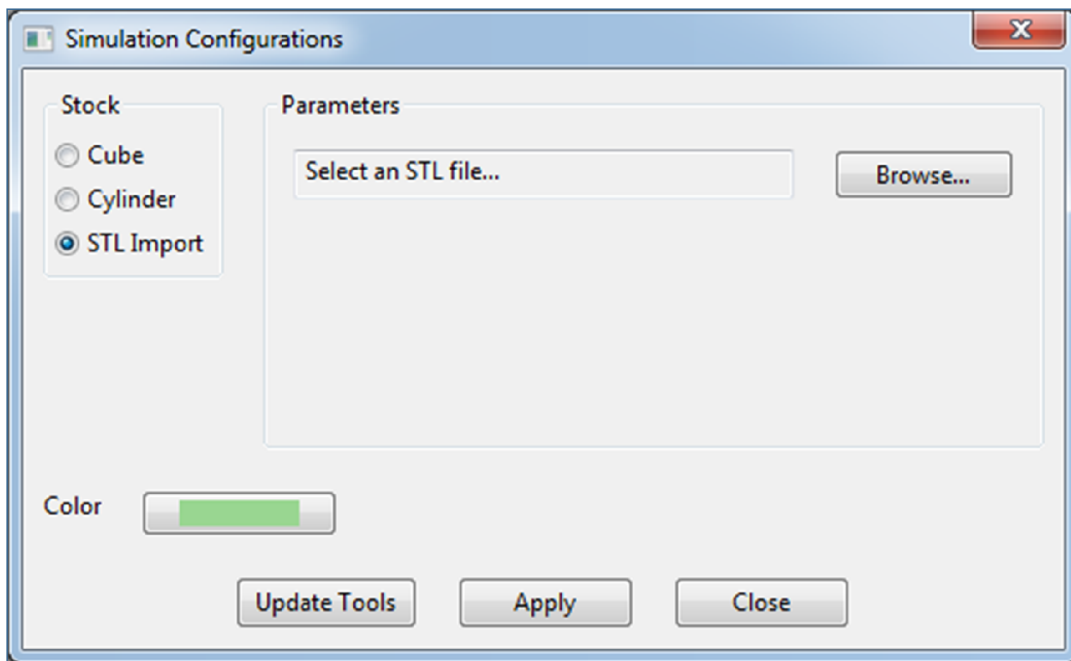 Simulation Configurations
X
Stock
Cube
Cylinder
STL Import
Parameters
Select an STL file...
Browse...
Color
Update Tools
Apply
Close